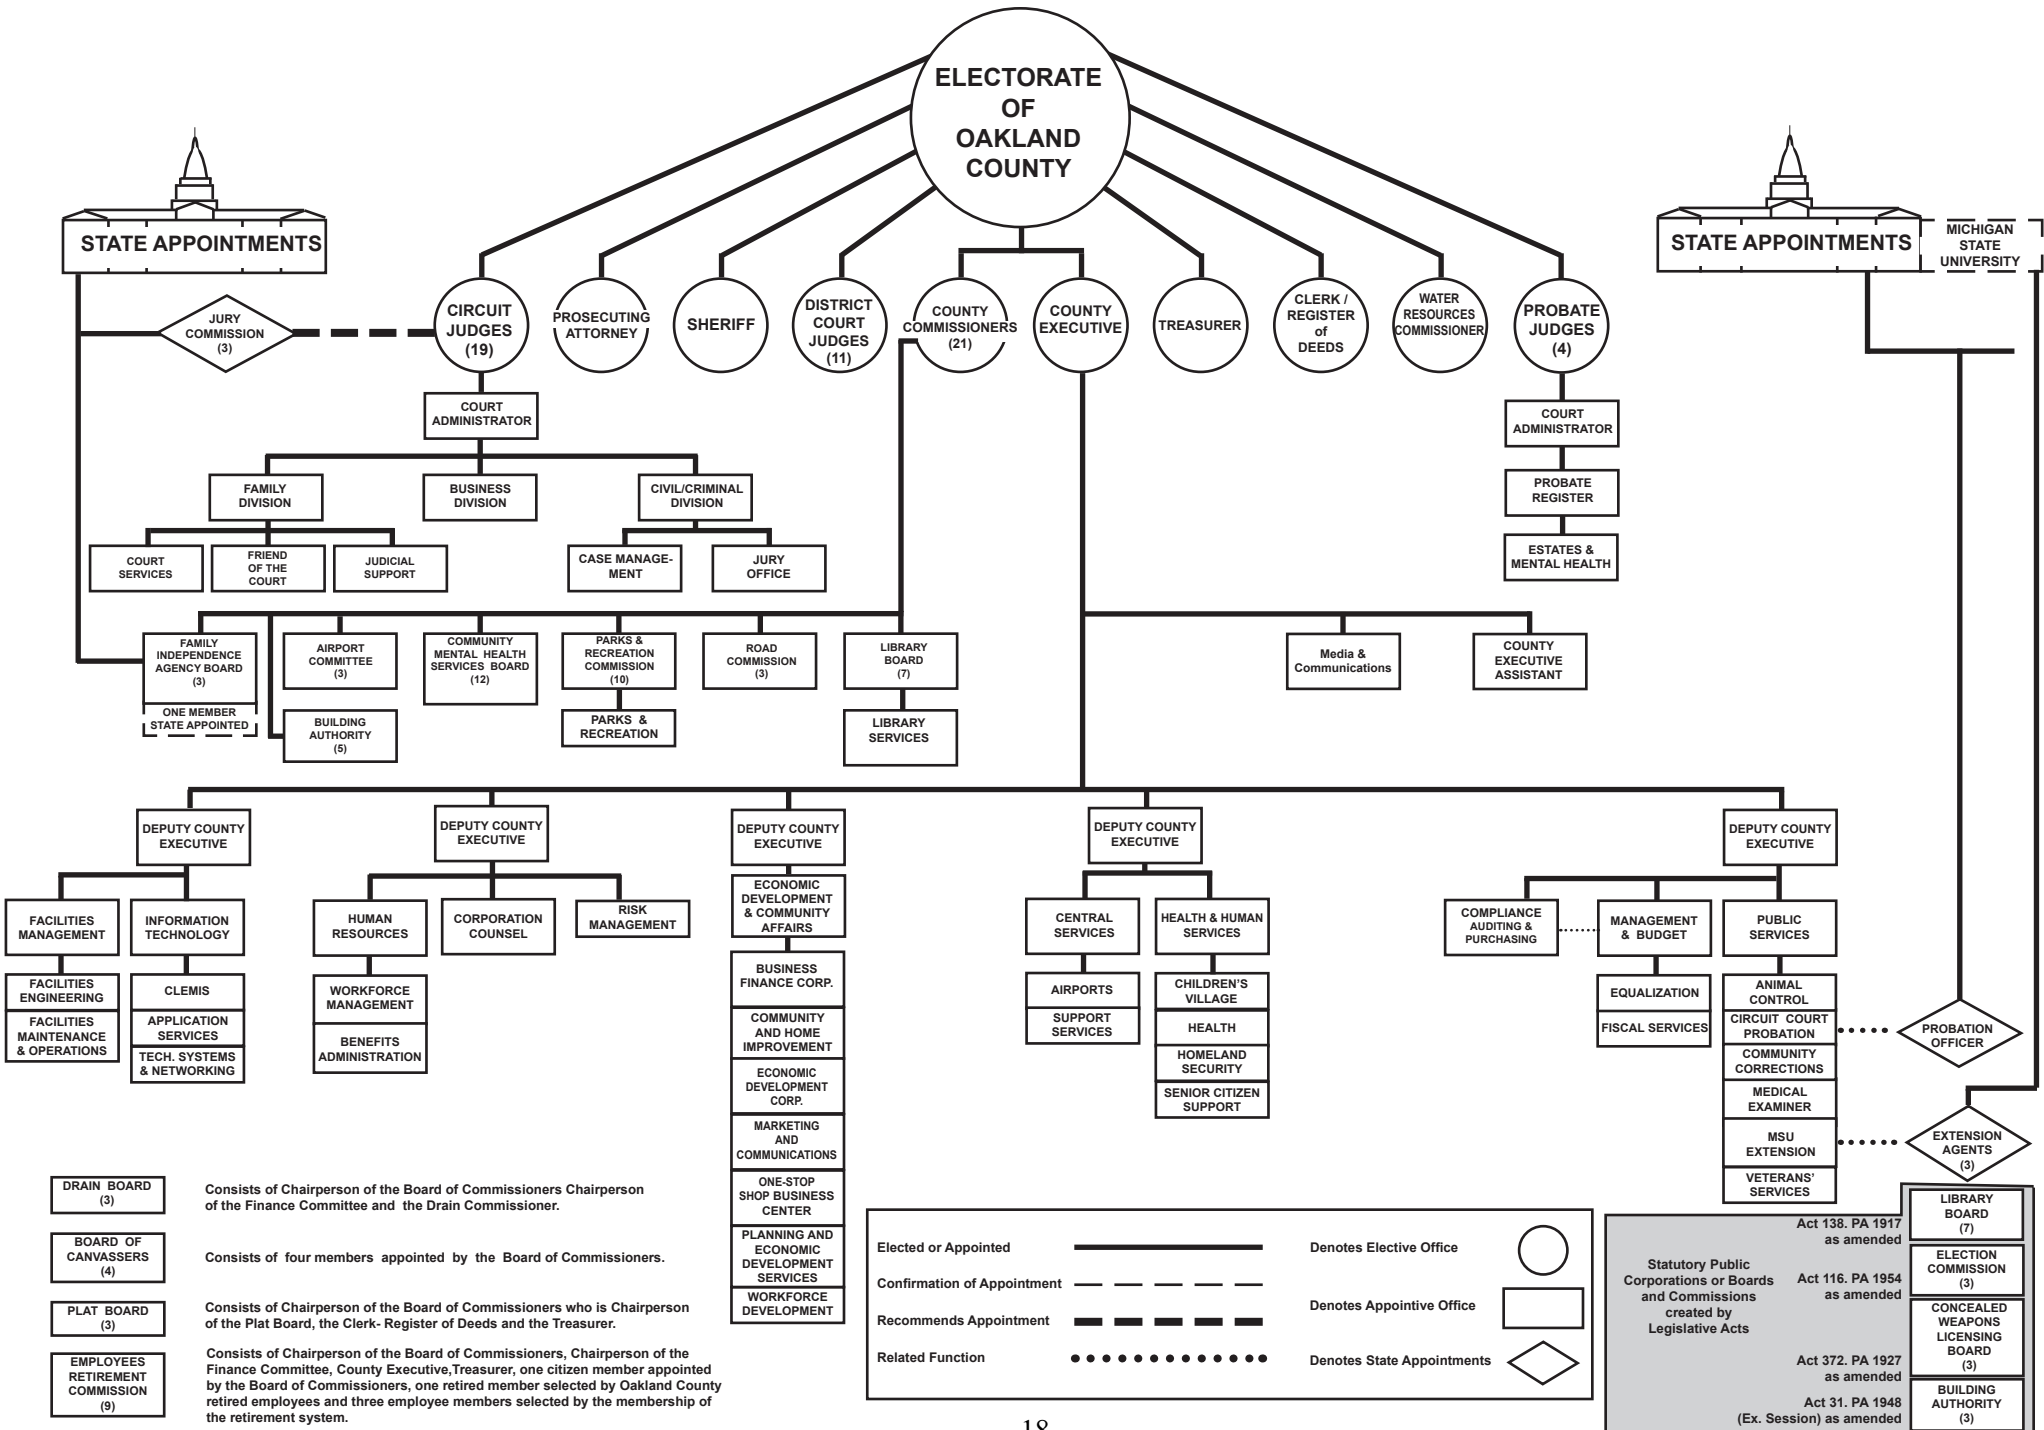 ELECTORATE
OF
OAKLAND
COUNTY
STATE APPOINTMENTS
STATE APPOINTMENTS
MICHIGAN
STATE
UNIVERSITY
JURY
COMMISSION
(3)
CIRCUIT
JUDGES
(19)
PROSECUTING
ATTORNEY
SHERIFF
DISTRICT
COURT
JUDGES
(11)
COUNTY
COMMISSIONERS
(21)
COUNTY
EXECUTIVE
TREASURER
CLERK /
REGISTER
of
DEEDS
WATER
RESOURCES
COMMISSIONER
PROBATE
JUDGES
(4)
COURT
ADMINISTRATOR
COURT
ADMINISTRATOR
FAMILY
DIVISION
BUSINESS
DIVISION
CIVIL/CRIMINAL
DIVISION
PROBATE
REGISTER
COURT
SERVICES
FRIEND
OF THE
COURT
JUDICIAL
SUPPORT
CASE MANAGE-
MENT
JURY
OFFICE
ESTATES &
MENTAL HEALTH
FAMILY
INDEPENDENCE
AGENCY BOARD
(3)
ONE MEMBER
STATE APPOINTED
AIRPORT
COMMITTEE
(3)
BUILDING
AUTHORITY
(5)
COMMUNITY
MENTAL HEALTH
SERVICES BOARD
(12)
PARKS &
RECREATION
COMMISSION
(10)
PARKS &
RECREATION
ROAD
COMMISSION
(3)
LIBRARY
BOARD
(7)
LIBRARY
SERVICES
Media &
Communications
COUNTY
EXECUTIVE
ASSISTANT
DEPUTY COUNTY
EXECUTIVE
DEPUTY COUNTY
EXECUTIVE
DEPUTY COUNTY
EXECUTIVE
DEPUTY COUNTY
EXECUTIVE
DEPUTY COUNTY
EXECUTIVE
FACILITIES
MANAGEMENT
FACILITIES
ENGINEERING
FACILITIES
MAINTENANCE
& OPERATIONS
INFORMATION
TECHNOLOGY
CLEMIS
APPLICATION
SERVICES
TECH. SYSTEMS
& NETWORKING
HUMAN
RESOURCES
WORKFORCE
MANAGEMENT
BENEFITS
ADMINISTRATION
CORPORATION
COUNSEL
RISK
MANAGEMENT
ECONOMIC
DEVELOPMENT
& COMMUNITY
AFFAIRS
BUSINESS
FINANCE CORP.
COMMUNITY
AND HOME
IMPROVEMENT
ECONOMIC
DEVELOPMENT
CORP.
MARKETING
AND
COMMUNICATIONS
ONE-STOP
SHOP BUSINESS
CENTER
PLANNING AND
ECONOMIC
DEVELOPMENT
SERVICES
WORKFORCE
DEVELOPMENT
CENTRAL
SERVICES
AIRPORTS
SUPPORT
SERVICES
HEALTH & HUMAN
SERVICES
CHILDREN'S
VILLAGE
HEALTH
HOMELAND
SECURITY
SENIOR CITIZEN
SUPPORT
COMPLIANCE
AUDITING &
PURCHASING
MANAGEMENT
& BUDGET
EQUALIZATION
FISCAL SERVICES
PUBLIC
SERVICES
ANIMAL
CONTROL
CIRCUIT COURT
PROBATION
COMMUNITY
CORRECTIONS
MEDICAL
EXAMINER
MSU
EXTENSION
VETERANS'
SERVICES
PROBATION
OFFICER
EXTENSION
AGENTS
(3)
DRAIN BOARD
(3)
Consists of Chairperson of the Board of Commissioners Chairperson
of the Finance Committee and the Drain Commissioner.
BOARD OF
CANVASSERS
(4)
Consists of four members appointed by the Board of Commissioners.
PLAT BOARD
(3)
Consists of Chairperson of the Board of Commissioners who is Chairperson
of the Plat Board, the Clerk- Register of Deeds and the Treasurer.
EMPLOYEES
RETIREMENT
COMMISSION
(9)
Consists of Chairperson of the Board of Commissioners, Chairperson of the
Finance Committee, County Executive,Treasurer, one citizen member appointed
by the Board of Commissioners, one retired member selected by Oakland County
retired employees and three employee members selected by the membership of
the retirement system.
Elected or Appointed
Confirmation of Appointment
Recommends Appointment
Related Function
Denotes Elective Office
Denotes Appointive Office
Denotes State Appointments
Statutory Public
Corporations or Boards
and Commissions
created by
Legislative Acts
Act 138. PA 1917
as amended
LIBRARY
BOARD
(7)
Act 116. PA 1954
as amended
ELECTION
COMMISSION
(3)
Act 372. PA 1927
as amended
CONCEALED
WEAPONS
LICENSING
BOARD
(3)
Act 31. PA 1948
(Ex. Session) as amended
BUILDING
AUTHORITY
(3)
18